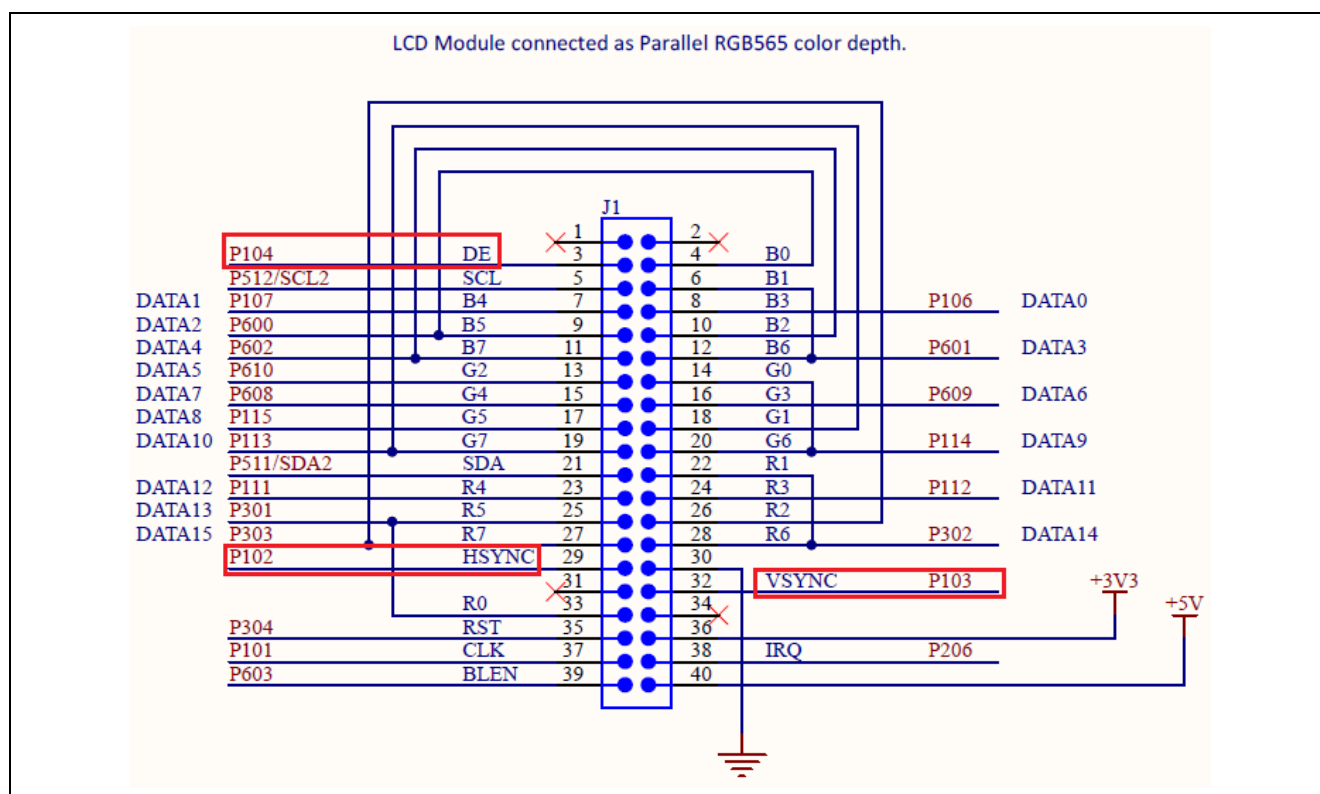 LCD Module connected as Parallel RGB565 color depth.
J1
1 2
P104 DE 3 4 B0
P512/SCL2 SCL 5 6 B1
DATA1 P107 B4 7 8 B3 P106 DATA0
DATA2 P600 B5 9 10 B2
DATA4 P602 B7 11 12 B6 P601 DATA3
DATA5 P610 G2 13 14 G0
DATA7 P608 G4 15 16 G3 P609 DATA6
DATA8 P115 G5 17 18 G1
DATA10 P113 G7 19 20 G6 P114 DATA9
P511/SDA2 SDA 21 22 R1
DATA12 P111 R4 23 24 R3 P112 DATA11
DATA13 P301 R5 25 26 R2
DATA15 P303 R7 27 28 R6 P302 DATA14
P102 HSYNC 29 30
31 32 VSYNC P103 +3V3
R0 33 34 +5V
P304 RST 35 36
P101 CLK 37 38 IRQ P206
P603 BLEN 39 40